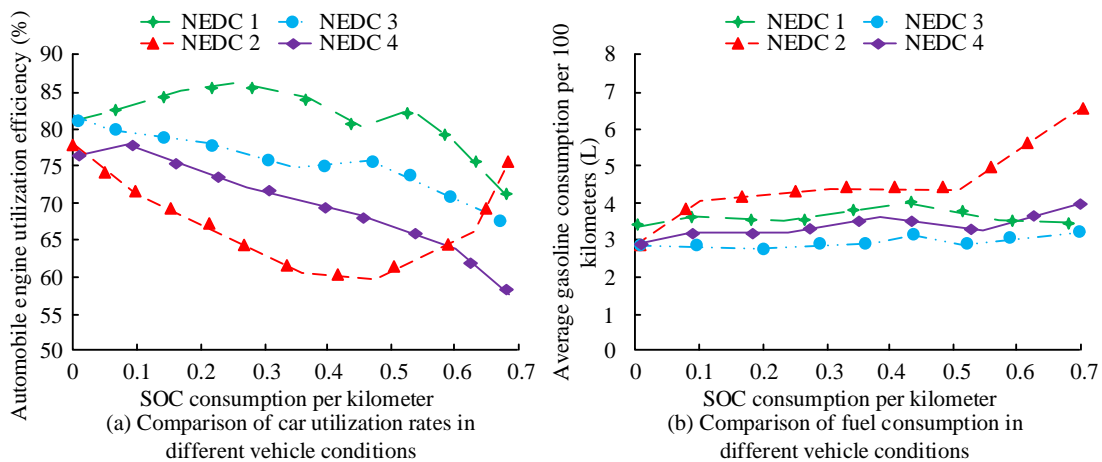 NEDC 1
NEDC 3
NEDC 2
NEDC 4
Automobile engine utilization efficiency (%)
90
85
80
75
70
65
60
55
50
0
0.1
0.2
0.3
0.4
0.5
0.6
0.7
SOC consumption per kilometer
(a) Comparison of car utilization rates in
different vehicle conditions
NEDC 1
NEDC 3
NEDC 2
NEDC 4
Average gasoline consumption per 100
kilometers (L)
8
7
6
5
4
3
2
1
0
0
0.1
0.2
0.3
0.4
0.5
0.6
0.7
SOC consumption per kilometer
(b) Comparison of fuel consumption in
different vehicle conditions